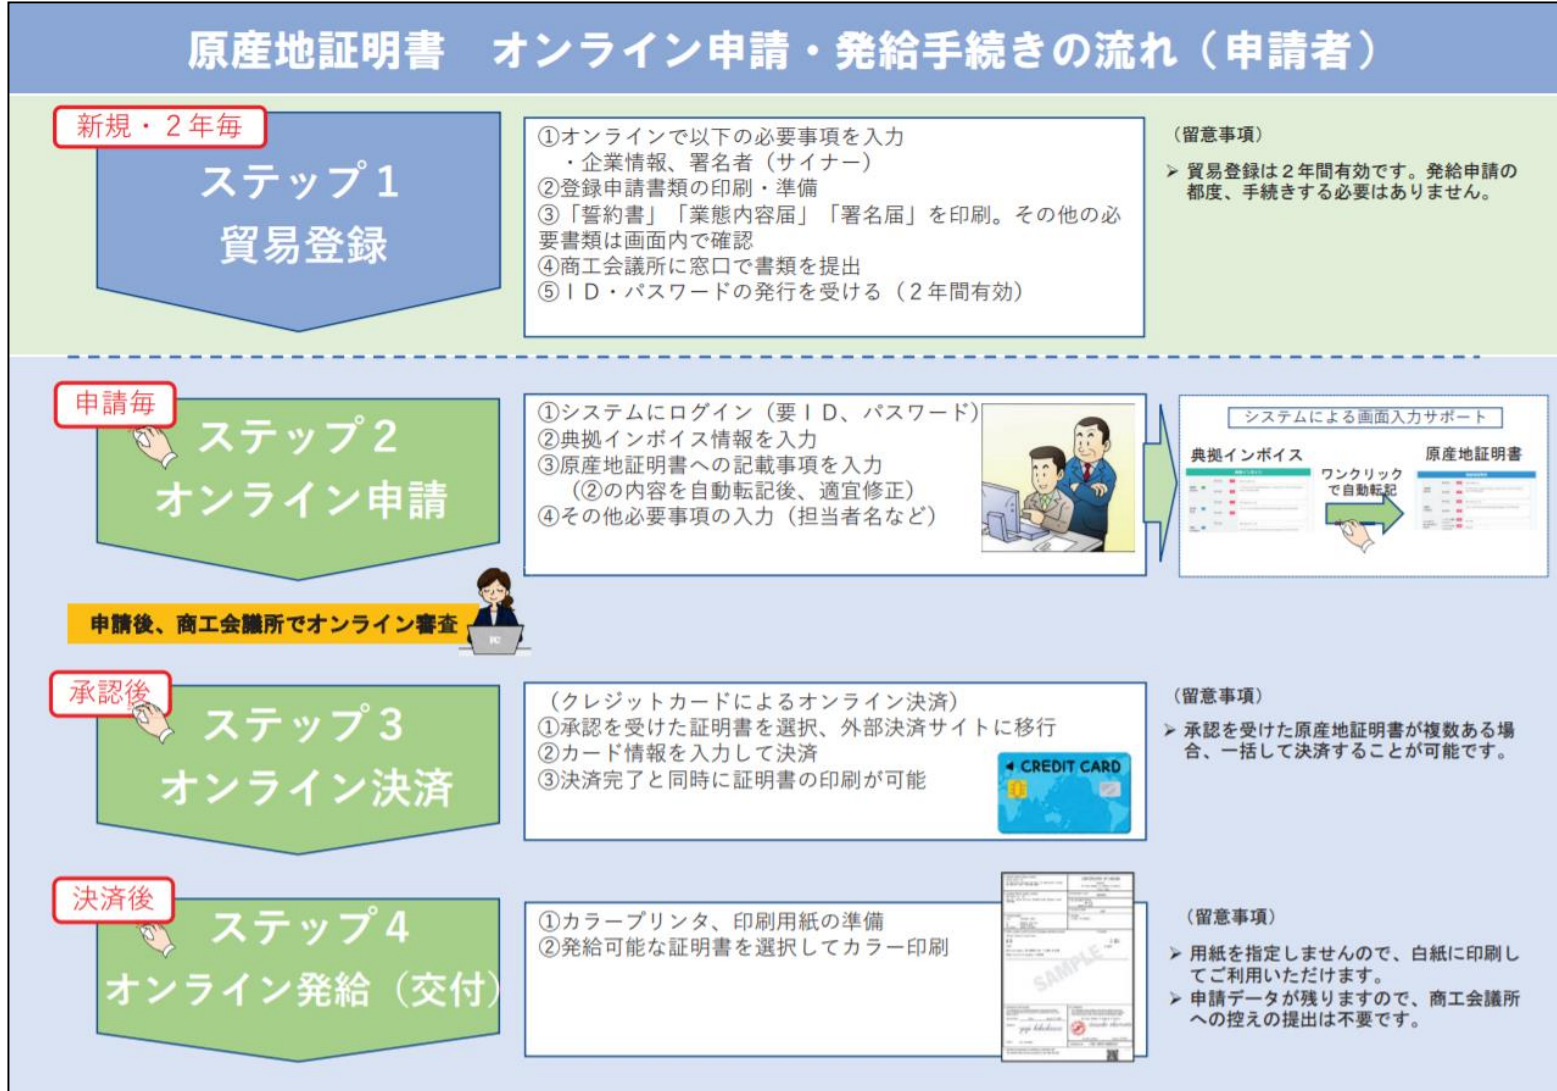 原産地証明書　オンライン申請・発給手続きの流れ（申請者）
新規・２年毎
ステップ１
貿易登録
①オンラインで以下の必要事項を入力
・企業情報、署名者（サイナー）
②登録申請書類の印刷・準備
③「誓約書」「業態内容届」「署名届」を印刷。その他の必
要書類は画面内で確認
④商工会議所に窓口で書類を提出
⑤ＩＤ・パスワードの発行を受ける（２年間有効）
（留意事項）
➢ 貿易登録は２年間有効です。発給申請の
都度、手続きする必要はありません。
申請毎
ステップ２
オンライン申請
①システムにログイン（要ＩＤ、パスワード）
②典拠インボイス情報を入力
③原産地証明書への記載事項を入力
（②の内容を自動転記後、適宜修正）
④その他必要事項の入力（担当者名など）
システムによる画面入力サポート
典拠インボイス
ワンクリック
で自動転記
原産地証明書
申請後、商工会議所でオンライン審査
PC
承認後
ステップ３
オンライン決済
（クレジットカードによるオンライン決済）
①承認を受けた証明書を選択、外部決済サイトに移行
②カード情報を入力して決済
③決済完了と同時に証明書の印刷が可能
CREDIT CARD
（留意事項）
➢ 承認を受けた原産地証明書が複数ある場
合、一括して決済することが可能です。
決済後
ステップ４
オンライン発給（交付）
①カラープリンタ、印刷用紙の準備
②発給可能な証明書を選択してカラー印刷
SAMPLE
（留意事項）
➢ 用紙を指定しませんので、白紙に印刷し
てご利用いただけます。
➢ 申請データが残りますので、商工会議所
への控えの提出は不要です。